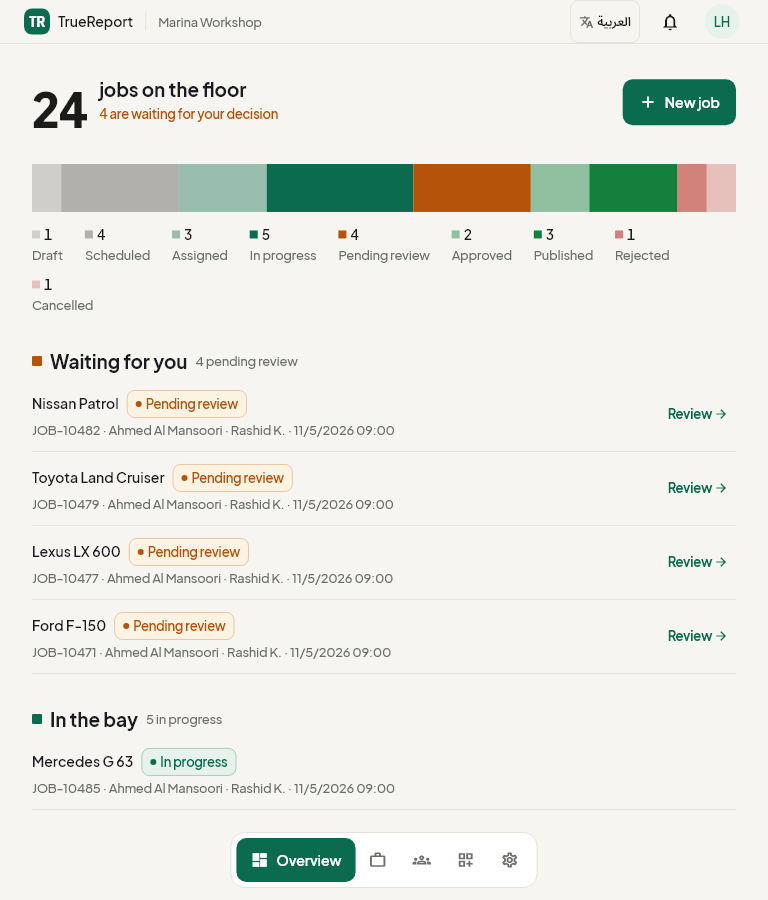 TR TrueReport Marina Workshop العربية LH
24 jobs on the floor
4 are waiting for your decision
+ New job
1 4 3 5 4 2 3 1
Draft Scheduled Assigned In progress Pending review Approved Published Rejected
1
Cancelled
Waiting for you 4 pending review
Nissan Patrol Pending review
JOB-10482 · Ahmed Al Mansoori · Rashid K. · 11/5/2026 09:00
Review →
Toyota Land Cruiser Pending review
JOB-10479 · Ahmed Al Mansoori · Rashid K. · 11/5/2026 09:00
Review →
Lexus LX 600 Pending review
JOB-10477 · Ahmed Al Mansoori · Rashid K. · 11/5/2026 09:00
Review →
Ford F-150 Pending review
JOB-10471 · Ahmed Al Mansoori · Rashid K. · 11/5/2026 09:00
Review →
In the bay 5 in progress
Mercedes G 63 In progress
JOB-10485 · Ahmed Al Mansoori · Rashid K. · 11/5/2026 09:00
Overview